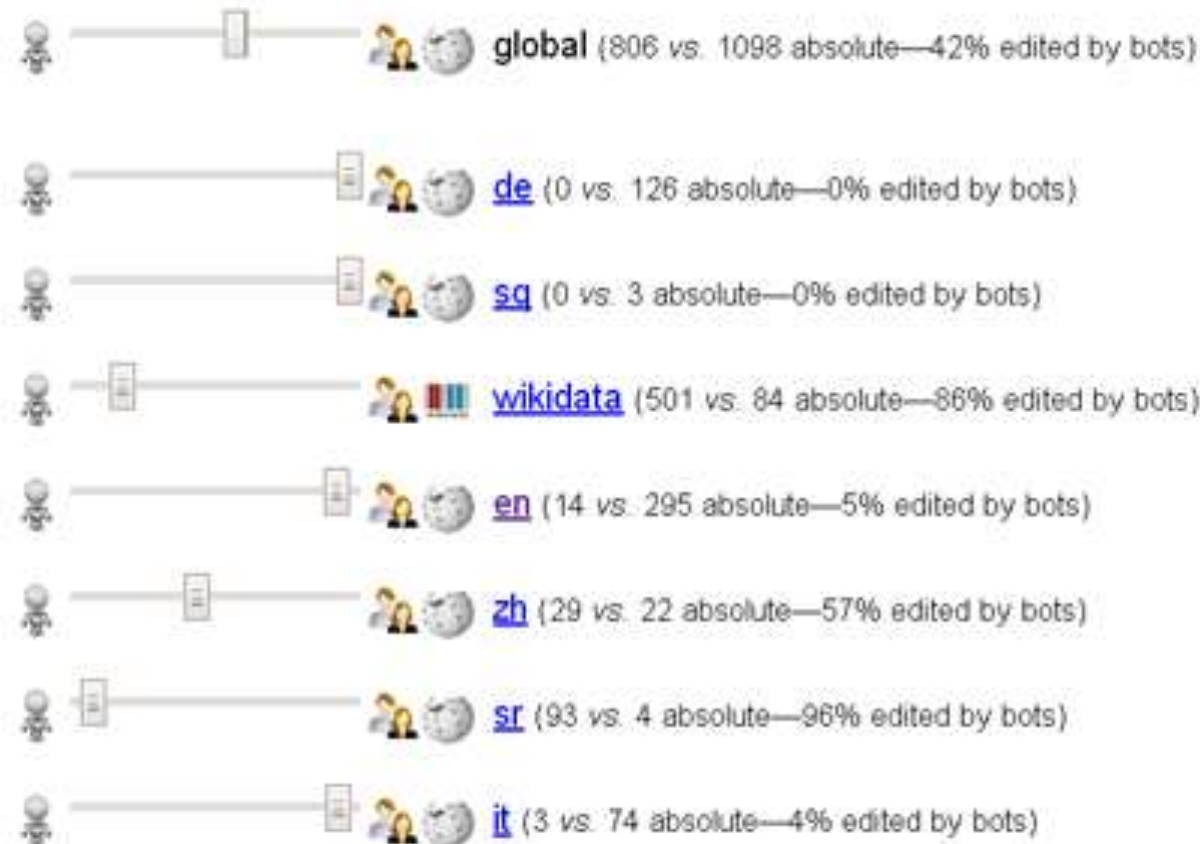 global (806 vs. 1098 absolute—42% edited by bots)
de (0 vs. 126 absolute—0% edited by bots)
sq (0 vs. 3 absolute—0% edited by bots)
wikidata (501 vs. 84 absolute—86% edited by bots)
en (14 vs. 295 absolute—5% edited by bots)
zh (29 vs. 22 absolute—57% edited by bots)
sr (93 vs. 4 absolute—96% edited by bots)
it (3 vs. 74 absolute—4% edited by bots)